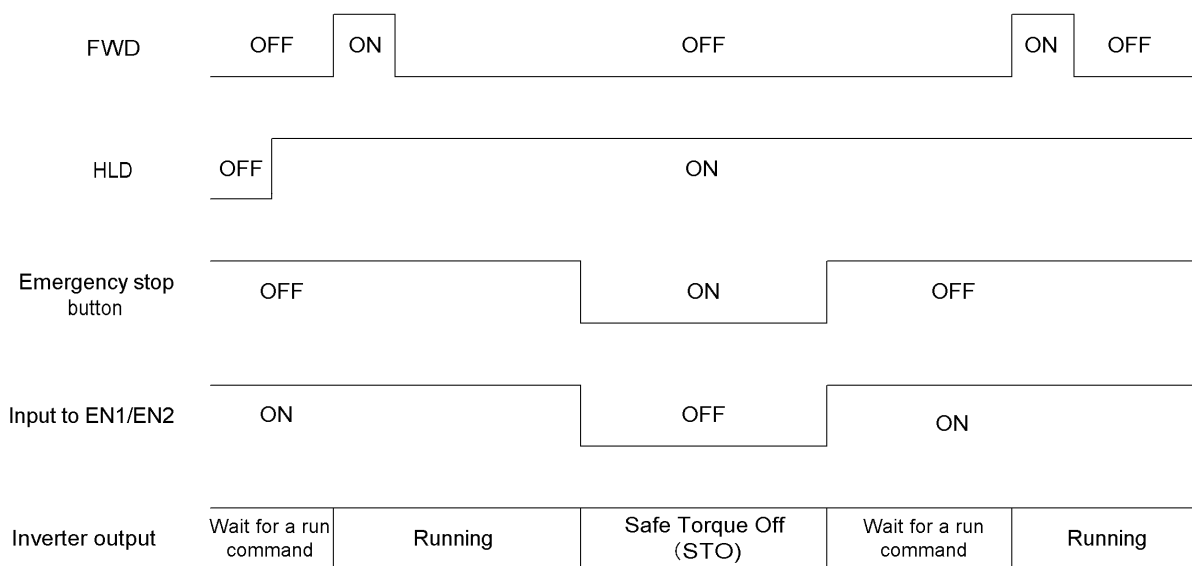 FWD
OFF
ON
OFF
ON
OFF
HLD
OFF
ON
Emergency stop
button
OFF
ON
OFF
Input to EN1/EN2
ON
OFF
ON
Inverter output
Wait for a run
command
Running
Safe Torque Off
(STO)
Wait for a run
command
Running